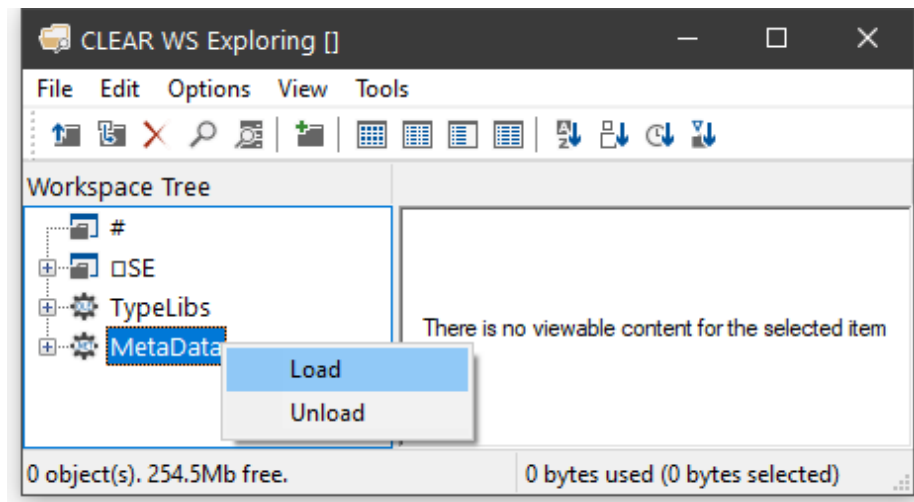 CLEAR WS Exploring []
File Edit Options View Tools
Workspace Tree
#
⎕SE
TypeLibs
MetaData
There is no viewable content for the selected item
Load
Unload
0 object(s). 254.5Mb free.
0 bytes used (0 bytes selected)